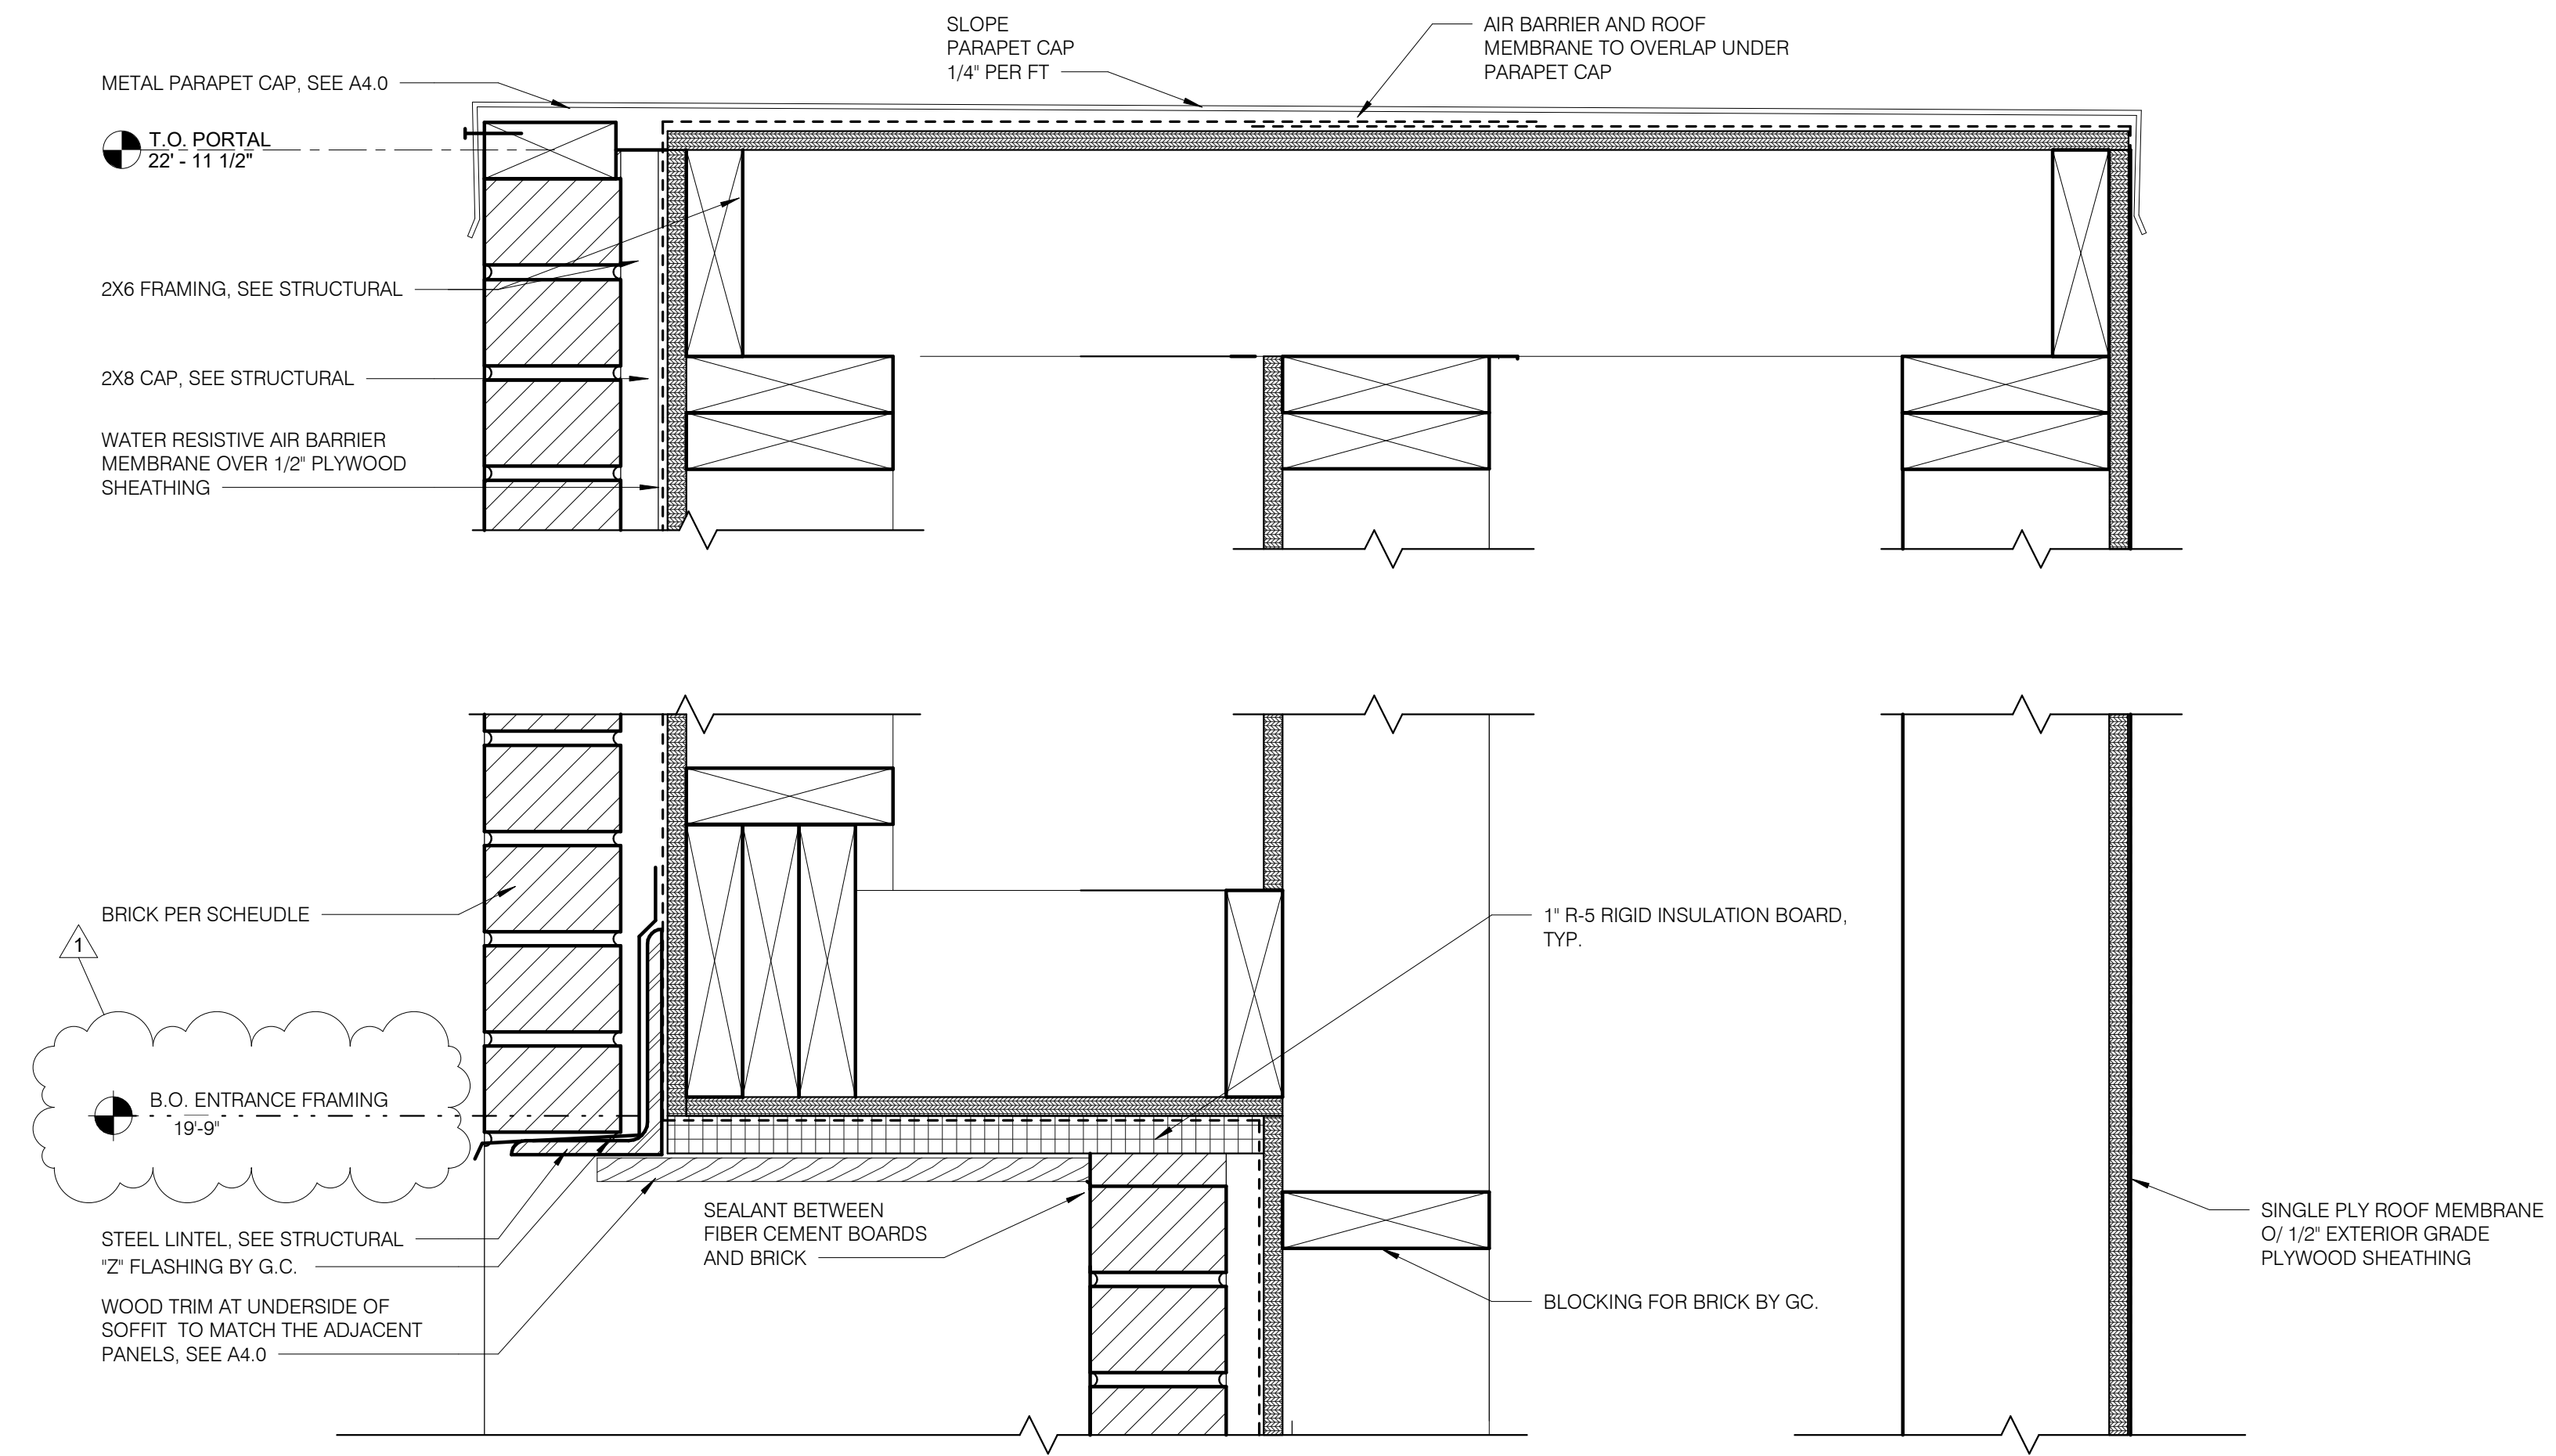 SLOPE
PARAPET CAP
1/4" PER FT
AIR BARRIER AND ROOF
MEMBRANE TO OVERLAP UNDER
PARAPET CAP
METAL PARAPET CAP, SEE A4.0
T.O. PORTAL
22' - 11 1/2"
2X6 FRAMING, SEE STRUCTURAL
2X8 CAP, SEE STRUCTURAL
WATER RESISTIVE AIR BARRIER
MEMBRANE OVER 1/2" PLYWOOD
SHEATHING
BRICK PER SCHEUDLE
1
1" R-5 RIGID INSULATION BOARD,
TYP.
B.O. ENTRANCE FRAMING
19'-9"
STEEL LINTEL, SEE STRUCTURAL
"Z" FLASHING BY G.C.
WOOD TRIM AT UNDERSIDE OF
SOFFIT  TO MATCH THE ADJACENT
PANELS, SEE A4.0
SEALANT BETWEEN
FIBER CEMENT BOARDS
AND BRICK
BLOCKING FOR BRICK BY GC.
SINGLE PLY ROOF MEMBRANE
O/ 1/2" EXTERIOR GRADE
PLYWOOD SHEATHING